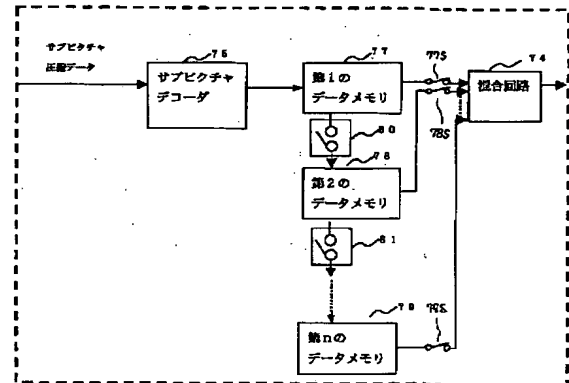 サブピクチャ
圧縮データ
75
サブピクチャ
デコーダ
77
第1の
データメモリ
77S
78S
74
混合回路
80
78
第2の
データメモリ
81
79
第nの
データメモリ
79S